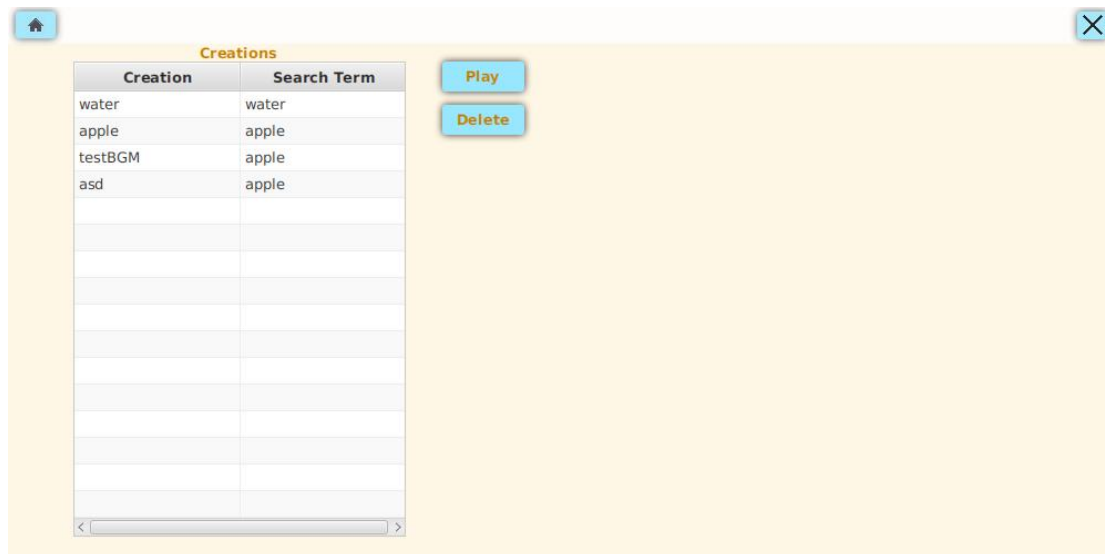 Creations
Creation Search Term
water water
apple apple
testBGM apple
asd apple
Play
Delete